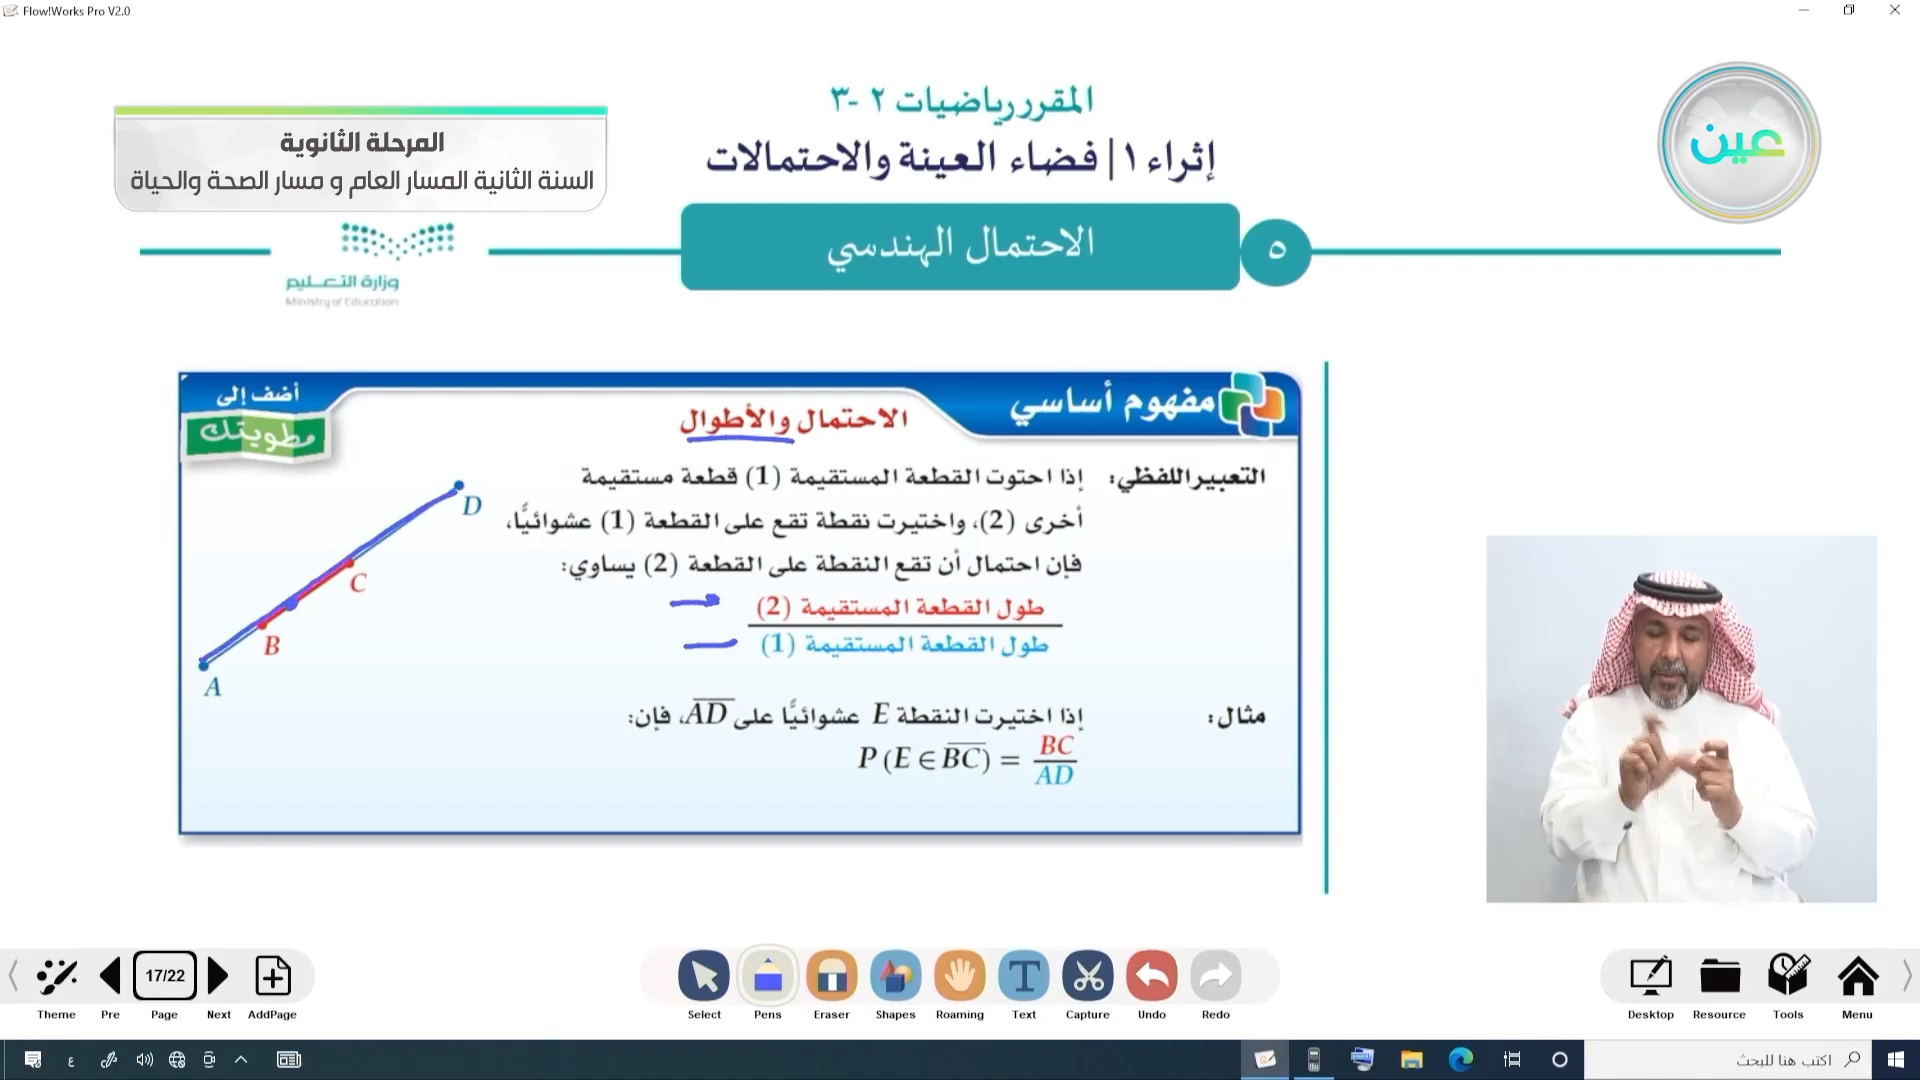 Flow!Works Pro V2.0
المقرر رياضيات ٢ -٣
إثراء ١ | فضاء العينة والاحتمالات
المرحلة الثانوية
السنة الثانية المسار العام و مسار الصحة والحياة
عين
الاحتمال الهندسي
٥
وزارة التعـليم
Ministry of Education
مفهوم أساسي
أضف إلى
مطويتك
الاحتمال والأطوال
التعبير اللفظي: إذا احتوت القطعة المستقيمة (1) قطعة مستقيمة
أخرى (2)، واختيرت نقطة تقع على القطعة (1) عشوائيًّا،
فإن احتمال أن تقع النقطة على القطعة (2) يساوي:
طول القطعة المستقيمة (2)
طول القطعة المستقيمة (1)
D
C
B
A
مثال: إذا اختيرت النقطة E عشوائيًّا على A̅D̅، فإن:
P (E ∈ B̅C̅) = BC/AD
17/22
Theme Pre Page Next AddPage
Select Pens Eraser Shapes Roaming Text Capture Undo Redo
Desktop Resource Tools Menu
ع
اكتب هنا للبحث